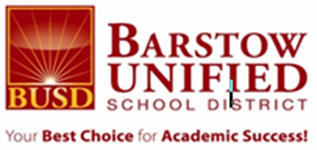 BUSD
BARSTOW
UNIFIED
SCHOOL DISTRICT
Your Best Choice for Academic Success!